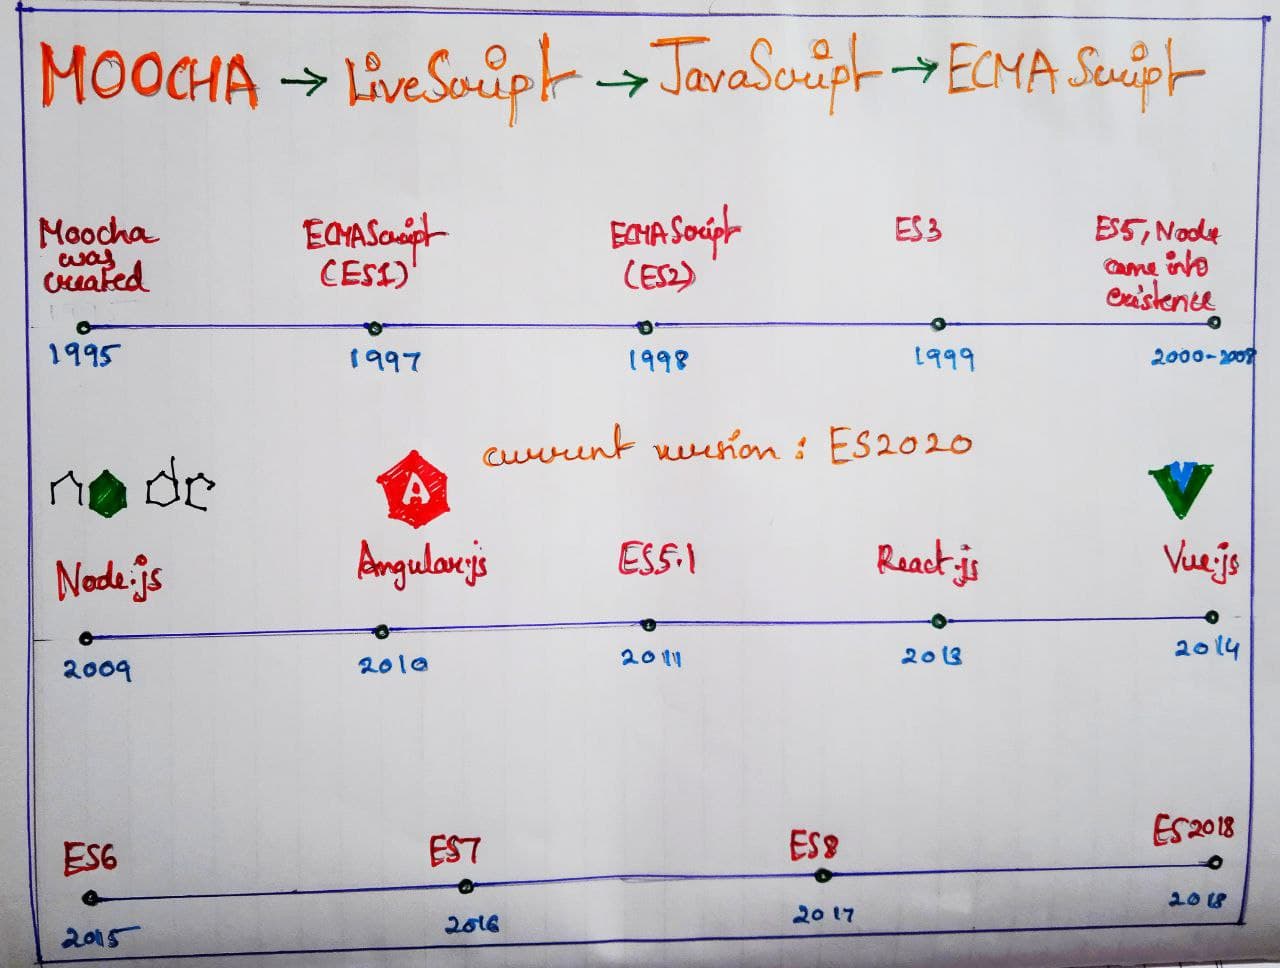 MOOCHA → LiveScript → JavaScript → ECMA Script
Moocha
was
created
ECMAScript
(ES1)
ECMA Script
(ES2)
ES3
ES5, Node
came into
existence
1995
1997
1998
1999
2000-2008
current version : ES2020
node
A
Node.js
Angular.js
ES5.1
React.js
Vue.js
2009
2010
2011
2013
2014
ES6
ES7
ES8
ES2018
2015
2016
2017
2018